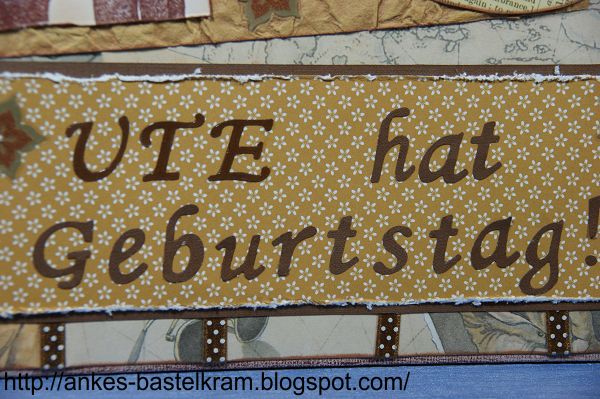 UTE hat
Geburtstag!
http://ankes-bastelkram.blogspot.com/